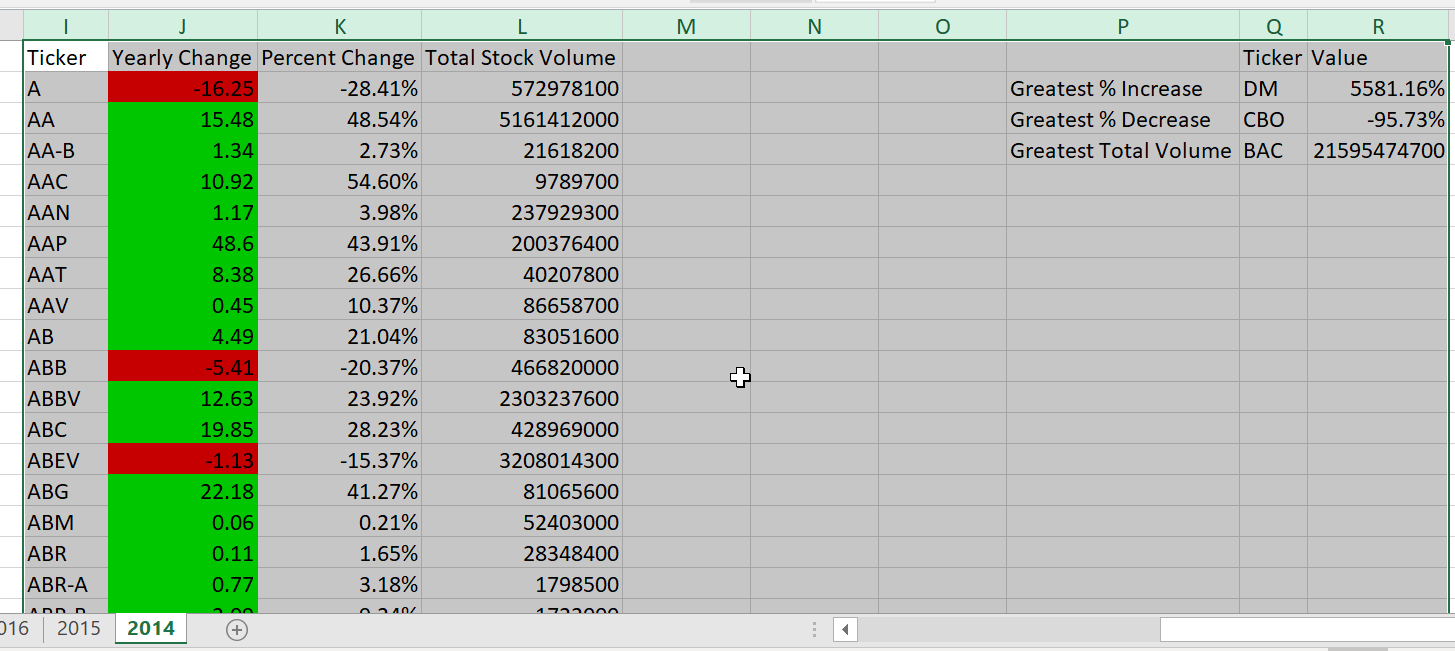 I J K L M N O P Q R
Ticker Yearly Change Percent Change Total Stock Volume Ticker Value
A -16.25 -28.41% 572978100 Greatest % Increase DM 5581.16%
AA 15.48 48.54% 5161412000 Greatest % Decrease CBO -95.73%
AA-B 1.34 2.73% 21618200 Greatest Total Volume BAC 21595474700
AAC 10.92 54.60% 9789700
AAN 1.17 3.98% 237929300
AAP 48.6 43.91% 200376400
AAT 8.38 26.66% 40207800
AAV 0.45 10.37% 86658700
AB 4.49 21.04% 83051600
ABB -5.41 -20.37% 466820000
ABBV 12.63 23.92% 2303237600
ABC 19.85 28.23% 428969000
ABEV -1.13 -15.37% 3208014300
ABG 22.18 41.27% 81065600
ABM 0.06 0.21% 52403000
ABR 0.11 1.65% 28348400
ABR-A 0.77 3.18% 1798500
016 2015 2014